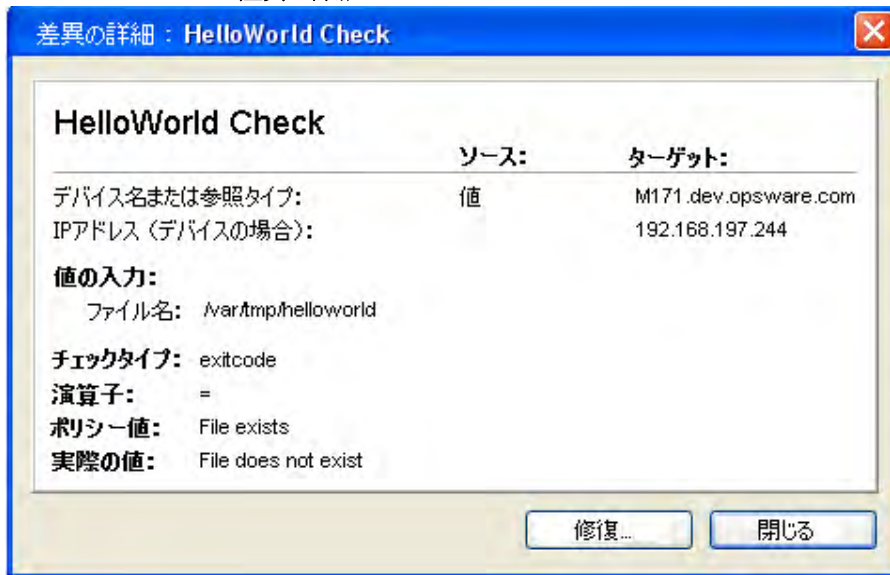 差異の詳細 : HelloWorld Check
HelloWorld Check
ソース: ターゲット:
デバイス名または参照タイプ: 値 M171.dev.opsware.com
IPアドレス (デバイスの場合): 192.168.197.244
値の入力:
ファイル名: /var/tmp/helloworld
チェックタイプ: exitcode
演算子: =
ポリシー値: File exists
実際の値: File does not exist
修復... 閉じる